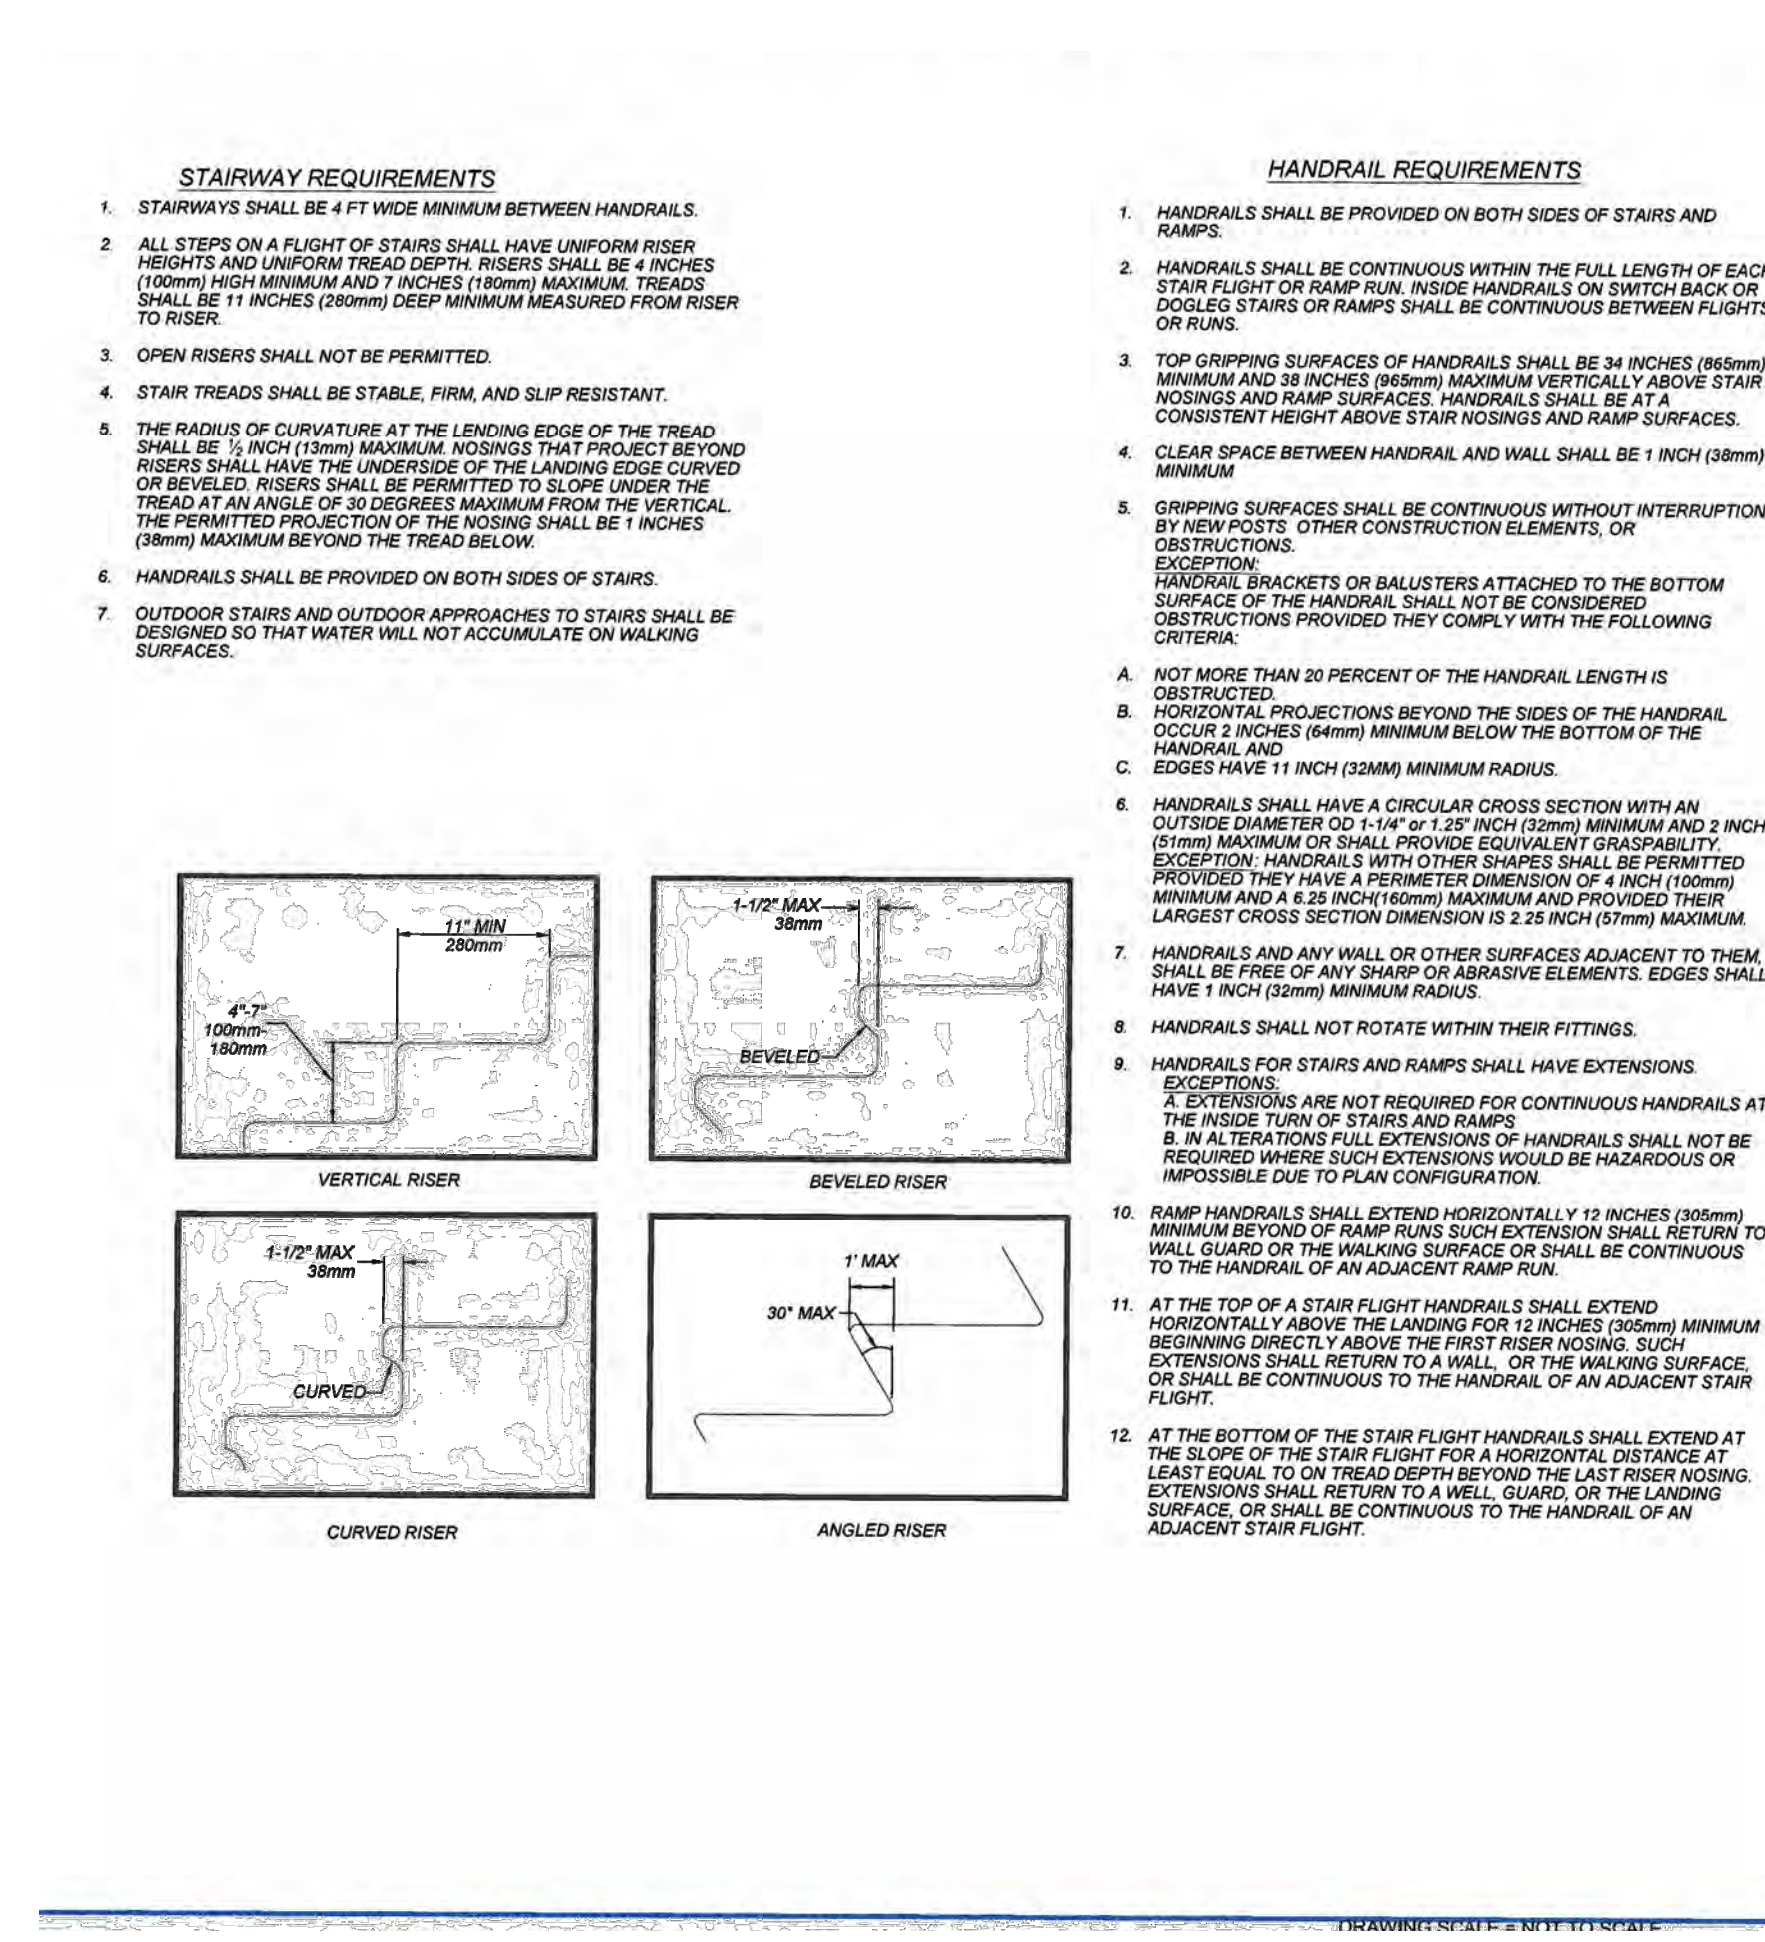 STAIRWAY REQUIREMENTS
1. STAIRWAYS SHALL BE 4 FT WIDE MINIMUM BETWEEN HANDRAILS.
2 ALL STEPS ON A FLIGHT OF STAIRS SHALL HAVE UNIFORM RISER
HEIGHTS AND UNIFORM TREAD DEPTH. RISERS SHALL BE 4 INCHES
(100mm) HIGH MINIMUM AND 7 INCHES (180mm) MAXIMUM. TREADS
SHALL BE 11 INCHES (280mm) DEEP MINIMUM MEASURED FROM RISER
TO RISER.
3. OPEN RISERS SHALL NOT BE PERMITTED.
4. STAIR TREADS SHALL BE STABLE, FIRM, AND SLIP RESISTANT.
5. THE RADIUS OF CURVATURE AT THE LENDING EDGE OF THE TREAD
SHALL BE ½ INCH (13mm) MAXIMUM. NOSINGS THAT PROJECT BEYOND
RISERS SHALL HAVE THE UNDERSIDE OF THE LANDING EDGE CURVED
OR BEVELED. RISERS SHALL BE PERMITTED TO SLOPE UNDER THE
TREAD AT AN ANGLE OF 30 DEGREES MAXIMUM FROM THE VERTICAL.
THE PERMITTED PROJECTION OF THE NOSING SHALL BE 1 INCHES
(38mm) MAXIMUM BEYOND THE TREAD BELOW.
6. HANDRAILS SHALL BE PROVIDED ON BOTH SIDES OF STAIRS.
7. OUTDOOR STAIRS AND OUTDOOR APPROACHES TO STAIRS SHALL BE
DESIGNED SO THAT WATER WILL NOT ACCUMULATE ON WALKING
SURFACES.
11" MIN
280mm
4"-7"
100mm-
180mm
VERTICAL RISER
1-1/2" MAX
38mm
BEVELED
BEVELED RISER
1-1/2" MAX
38mm
CURVED
CURVED RISER
1' MAX
30° MAX
ANGLED RISER
HANDRAIL REQUIREMENTS
1. HANDRAILS SHALL BE PROVIDED ON BOTH SIDES OF STAIRS AND
RAMPS.
2. HANDRAILS SHALL BE CONTINUOUS WITHIN THE FULL LENGTH OF EACH
STAIR FLIGHT OR RAMP RUN. INSIDE HANDRAILS ON SWITCH BACK OR
DOGLEG STAIRS OR RAMPS SHALL BE CONTINUOUS BETWEEN FLIGHTS
OR RUNS.
3. TOP GRIPPING SURFACES OF HANDRAILS SHALL BE 34 INCHES (865mm)
MINIMUM AND 38 INCHES (965mm) MAXIMUM VERTICALLY ABOVE STAIR
NOSINGS AND RAMP SURFACES. HANDRAILS SHALL BE AT A
CONSISTENT HEIGHT ABOVE STAIR NOSINGS AND RAMP SURFACES.
4. CLEAR SPACE BETWEEN HANDRAIL AND WALL SHALL BE 1 INCH (38mm)
MINIMUM
5. GRIPPING SURFACES SHALL BE CONTINUOUS WITHOUT INTERRUPTION
BY NEW POSTS OTHER CONSTRUCTION ELEMENTS, OR
OBSTRUCTIONS.
EXCEPTION:
HANDRAIL BRACKETS OR BALUSTERS ATTACHED TO THE BOTTOM
SURFACE OF THE HANDRAIL SHALL NOT BE CONSIDERED
OBSTRUCTIONS PROVIDED THEY COMPLY WITH THE FOLLOWING
CRITERIA:
A. NOT MORE THAN 20 PERCENT OF THE HANDRAIL LENGTH IS
OBSTRUCTED.
B. HORIZONTAL PROJECTIONS BEYOND THE SIDES OF THE HANDRAIL
OCCUR 2 INCHES (64mm) MINIMUM BELOW THE BOTTOM OF THE
HANDRAIL AND
C. EDGES HAVE 11 INCH (32MM) MINIMUM RADIUS.
6. HANDRAILS SHALL HAVE A CIRCULAR CROSS SECTION WITH AN
OUTSIDE DIAMETER OD 1-1/4" or 1.25" INCH (32mm) MINIMUM AND 2 INCH
(51mm) MAXIMUM OR SHALL PROVIDE EQUIVALENT GRASPABILITY.
EXCEPTION: HANDRAILS WITH OTHER SHAPES SHALL BE PERMITTED
PROVIDED THEY HAVE A PERIMETER DIMENSION OF 4 INCH (100mm)
MINIMUM AND A 6.25 INCH(160mm) MAXIMUM AND PROVIDED THEIR
LARGEST CROSS SECTION DIMENSION IS 2.25 INCH (57mm) MAXIMUM.
7. HANDRAILS AND ANY WALL OR OTHER SURFACES ADJACENT TO THEM,
SHALL BE FREE OF ANY SHARP OR ABRASIVE ELEMENTS. EDGES SHALL
HAVE 1 INCH (32mm) MINIMUM RADIUS.
8. HANDRAILS SHALL NOT ROTATE WITHIN THEIR FITTINGS.
9. HANDRAILS FOR STAIRS AND RAMPS SHALL HAVE EXTENSIONS.
EXCEPTIONS:
A. EXTENSIONS ARE NOT REQUIRED FOR CONTINUOUS HANDRAILS AT
THE INSIDE TURN OF STAIRS AND RAMPS
B. IN ALTERATIONS FULL EXTENSIONS OF HANDRAILS SHALL NOT BE
REQUIRED WHERE SUCH EXTENSIONS WOULD BE HAZARDOUS OR
IMPOSSIBLE DUE TO PLAN CONFIGURATION.
10. RAMP HANDRAILS SHALL EXTEND HORIZONTALLY 12 INCHES (305mm)
MINIMUM BEYOND OF RAMP RUNS SUCH EXTENSION SHALL RETURN TO
WALL GUARD OR THE WALKING SURFACE OR SHALL BE CONTINUOUS
TO THE HANDRAIL OF AN ADJACENT RAMP RUN.
11. AT THE TOP OF A STAIR FLIGHT HANDRAILS SHALL EXTEND
HORIZONTALLY ABOVE THE LANDING FOR 12 INCHES (305mm) MINIMUM
BEGINNING DIRECTLY ABOVE THE FIRST RISER NOSING. SUCH
EXTENSIONS SHALL RETURN TO A WALL, OR THE WALKING SURFACE,
OR SHALL BE CONTINUOUS TO THE HANDRAIL OF AN ADJACENT STAIR
FLIGHT.
12. AT THE BOTTOM OF THE STAIR FLIGHT HANDRAILS SHALL EXTEND AT
THE SLOPE OF THE STAIR FLIGHT FOR A HORIZONTAL DISTANCE AT
LEAST EQUAL TO ON TREAD DEPTH BEYOND THE LAST RISER NOSING.
EXTENSIONS SHALL RETURN TO A WELL, GUARD, OR THE LANDING
SURFACE, OR SHALL BE CONTINUOUS TO THE HANDRAIL OF AN
ADJACENT STAIR FLIGHT.
DRAWING SCALE = NOT TO SCALE